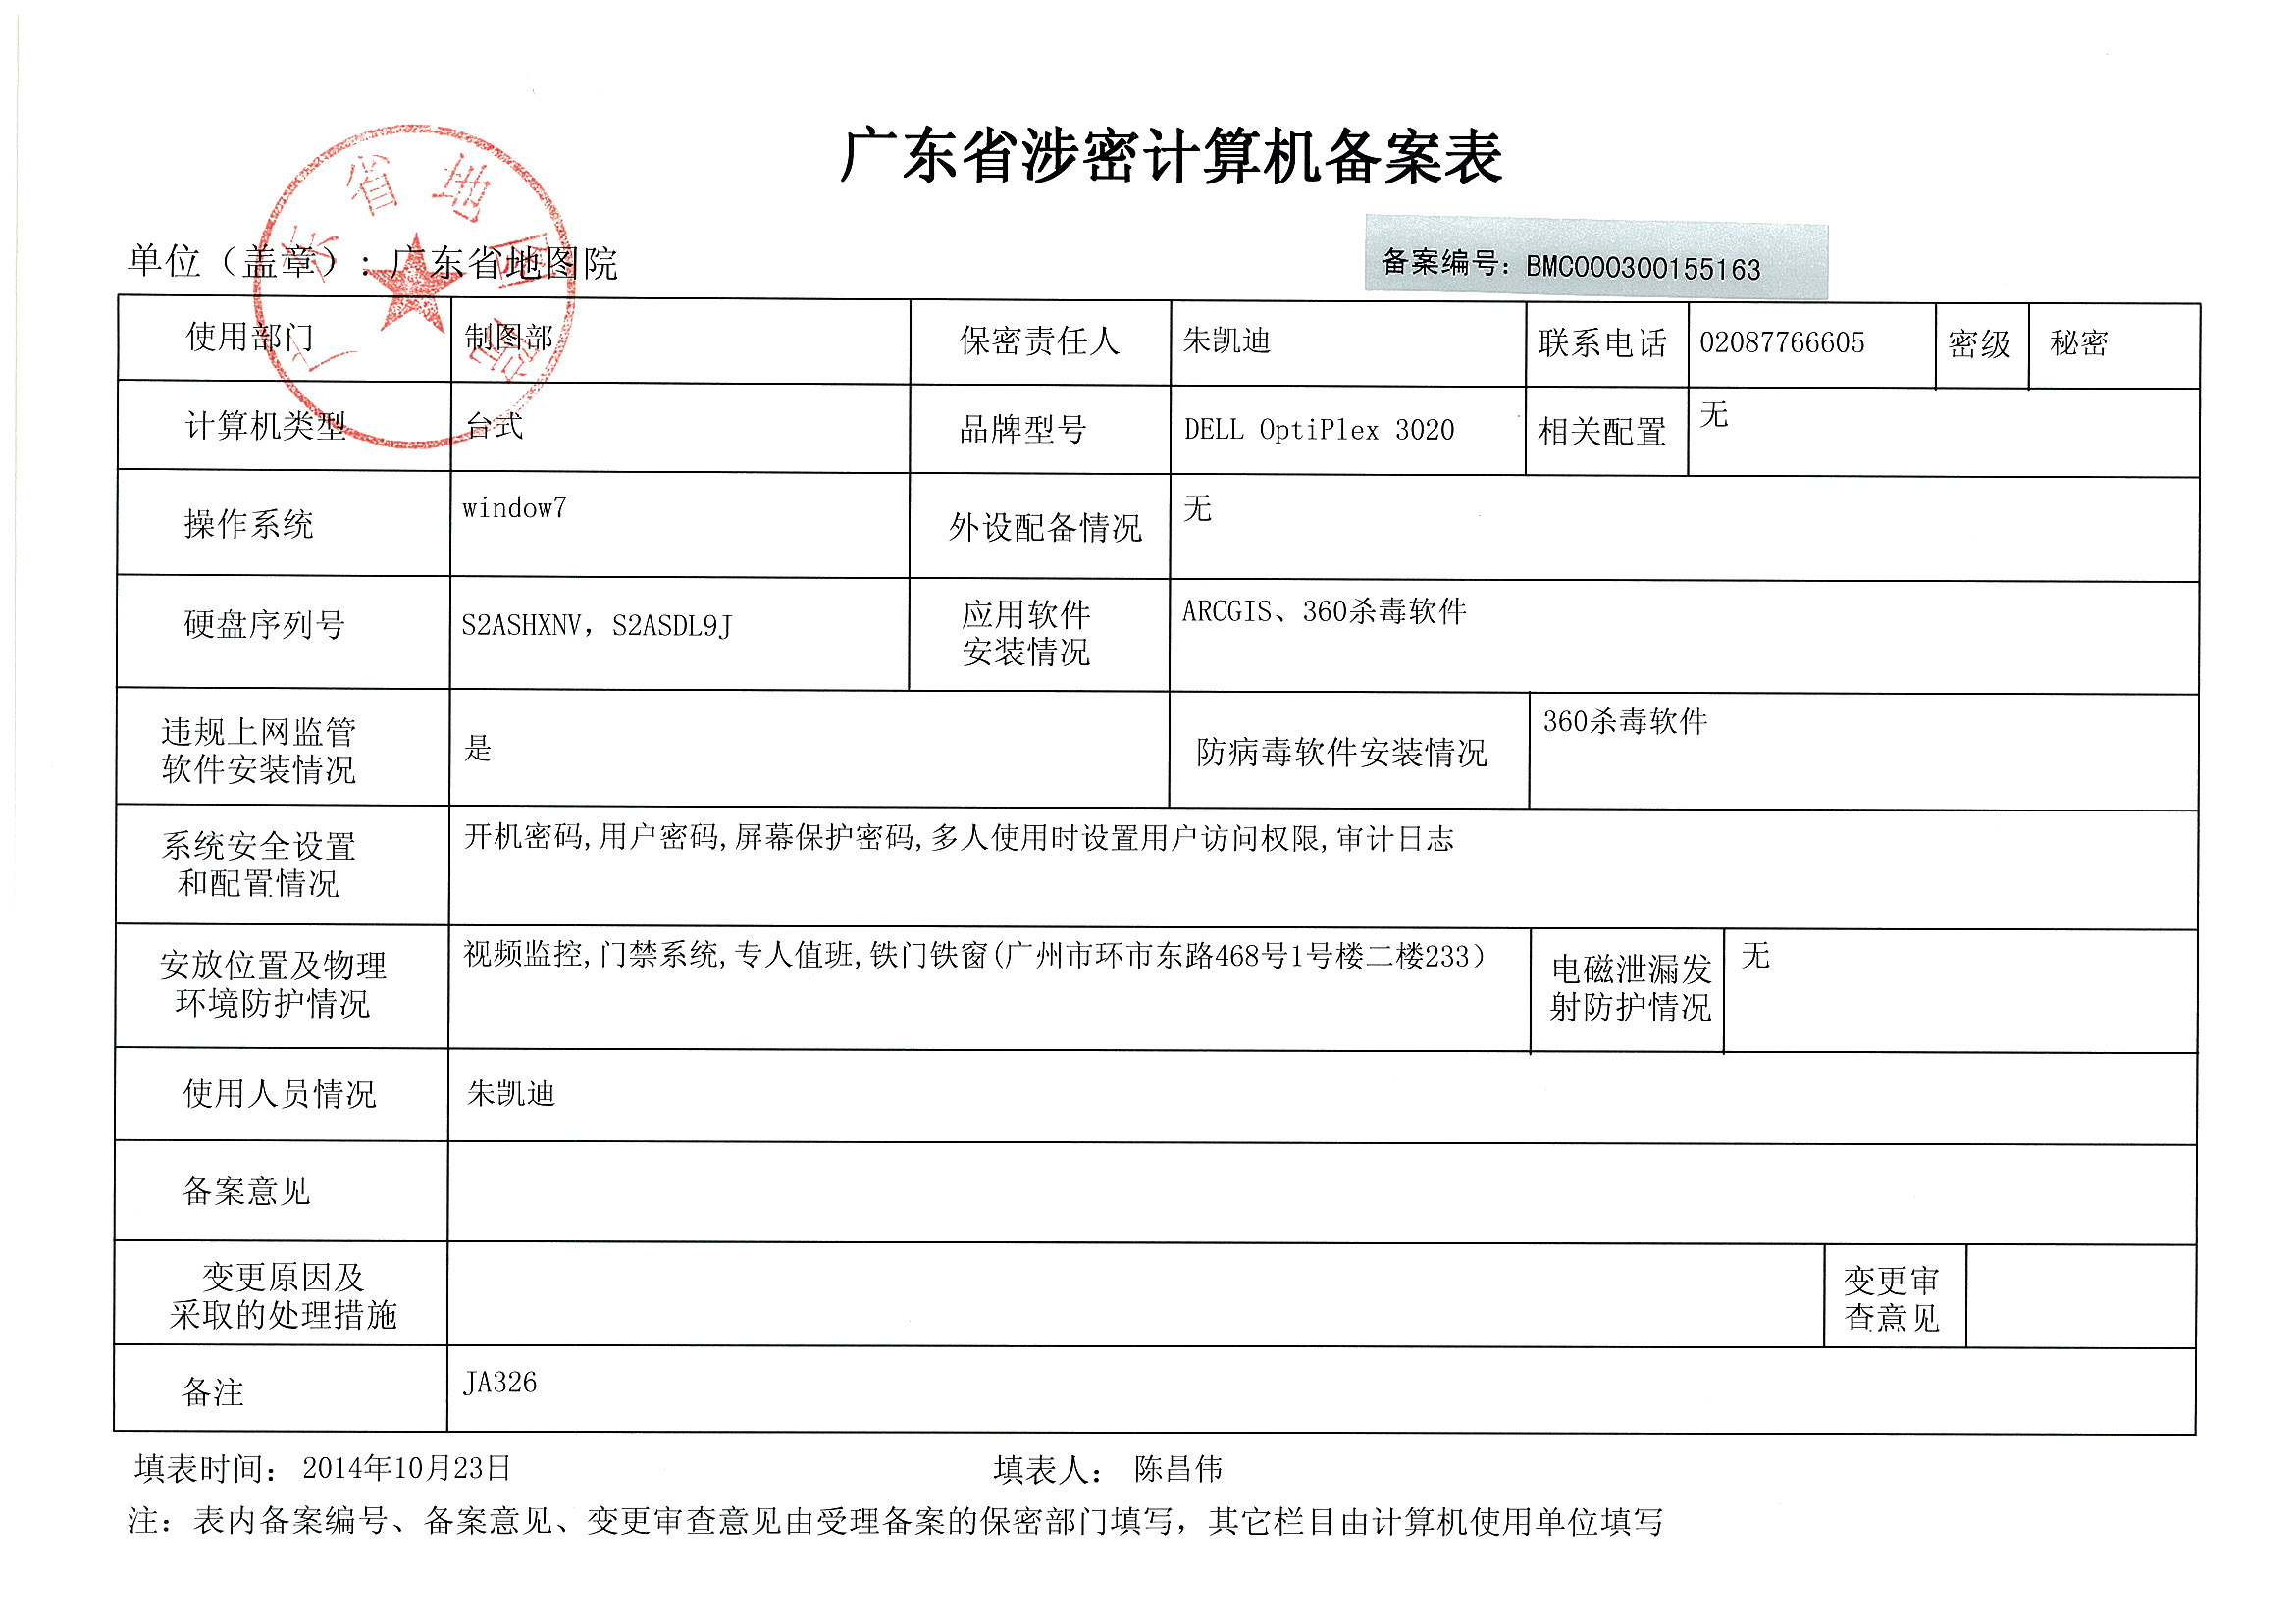 广东省涉密计算机备案表
单位（盖章）：广东省地图院
备案编号：BMC000300155163
广东省地图院
使用部门 制图部 保密责任人 朱凯迪 联系电话 02087766605 密级 秘密
计算机类型 台式 品牌型号 DELL OptiPlex 3020 相关配置 无
操作系统 window7 外设配备情况 无
硬盘序列号 S2ASHXNV，S2ASDL9J 应用软件 ARCGIS、360杀毒软件
安装情况
违规上网监管 是 防病毒软件安装情况 360杀毒软件
软件安装情况
系统安全设置 开机密码,用户密码,屏幕保护密码,多人使用时设置用户访问权限,审计日志
和配置情况
安放位置及物理 视频监控,门禁系统,专人值班,铁门铁窗(广州市环市东路468号1号楼二楼233） 电磁泄漏发 无
环境防护情况 射防护情况
使用人员情况 朱凯迪
备案意见
变更原因及 变更审
采取的处理措施 查意见
备注 JA326
填表时间：2014年10月23日 填表人： 陈昌伟
注：表内备案编号、备案意见、变更审查意见由受理备案的保密部门填写，其它栏目由计算机使用单位填写